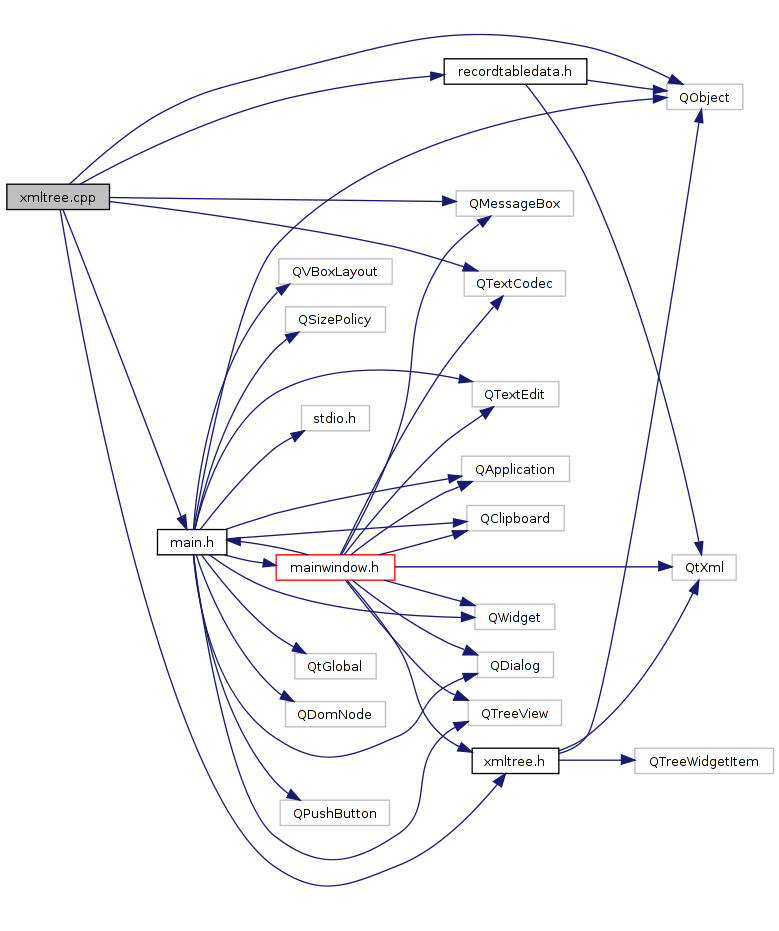 recordtabledata.h
QObject
xmltree.cpp
QMessageBox
QVBoxLayout
QTextCodec
QSizePolicy
QTextEdit
stdio.h
QApplication
QClipboard
main.h
mainwindow.h
QtXml
QWidget
QtGlobal
QDialog
QDomNode
QTreeView
xmltree.h
QTreeWidgetItem
QPushButton